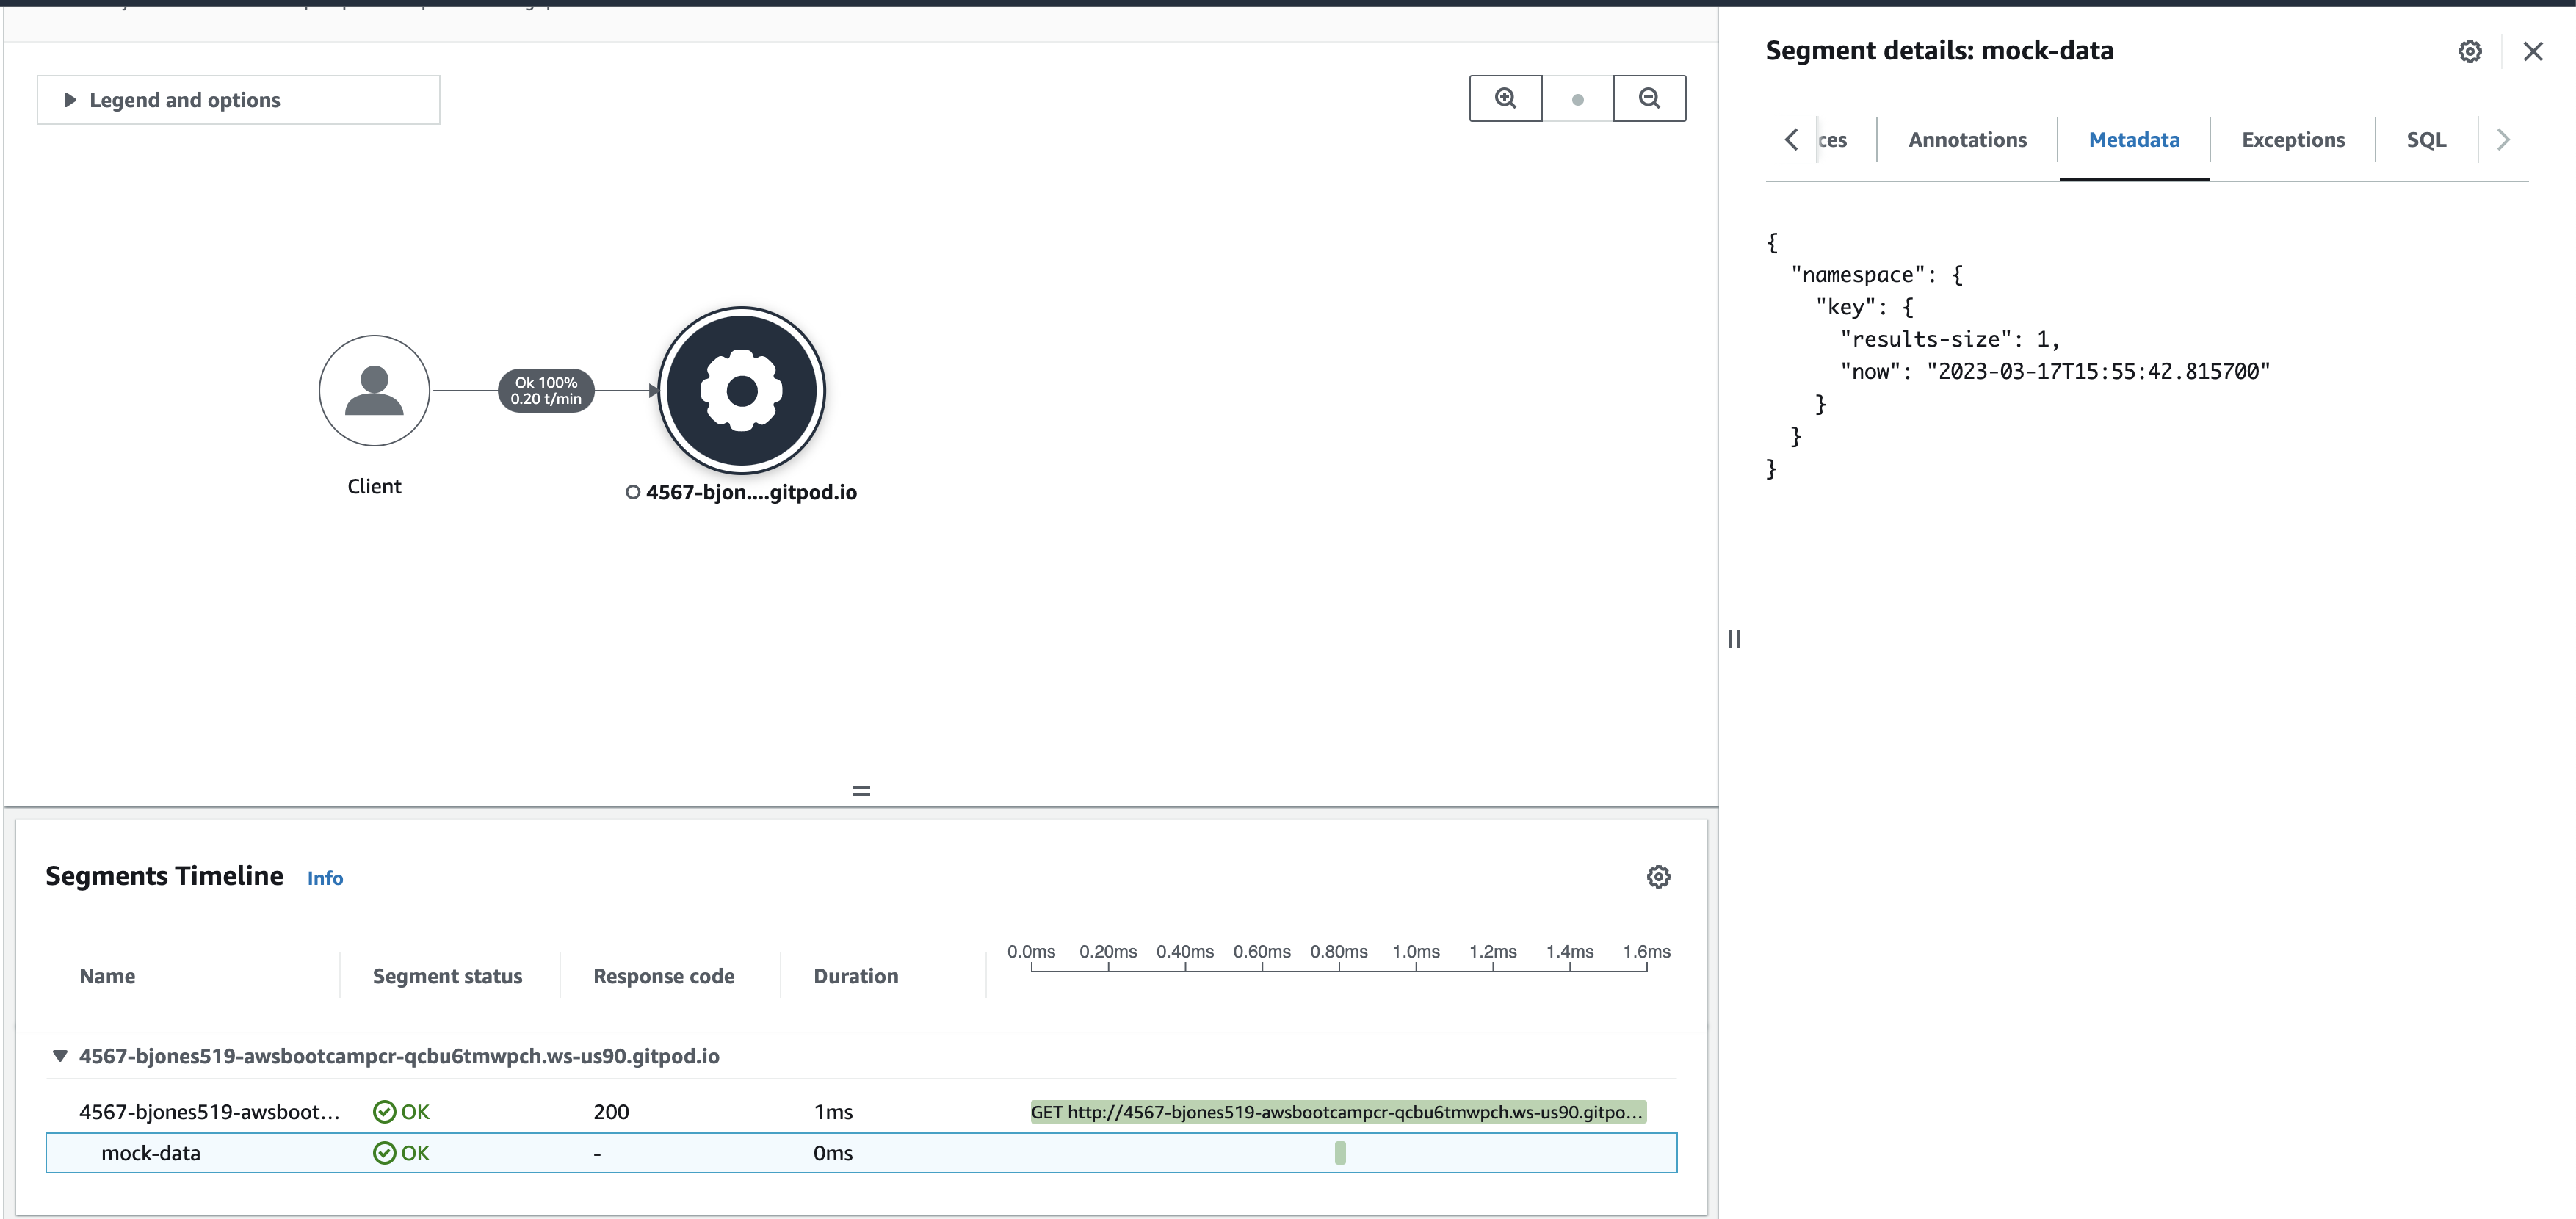 Legend and options
Ok 100%
0.20 t/min
Client
4567-bjon....gitpod.io
Segments Timeline Info
0.0ms 0.20ms 0.40ms 0.60ms 0.80ms 1.0ms 1.2ms 1.4ms 1.6ms
Name Segment status Response code Duration
4567-bjones519-awsbootcampcr-qcbu6tmwpch.ws-us90.gitpod.io
4567-bjones519-awsboot... OK 200 1ms GET http://4567-bjones519-awsbootcampcr-qcbu6tmwpch.ws-us90.gitpo...
mock-data OK - 0ms
Segment details: mock-data
ces Annotations Metadata Exceptions SQL
{
"namespace": {
"key": {
"results-size": 1,
"now": "2023-03-17T15:55:42.815700"
}
}
}